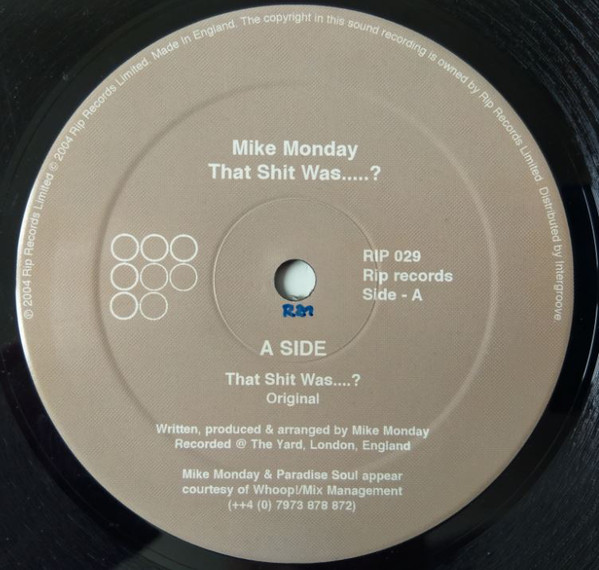 ℗ 2004 Rip Records Limited © 2004 Rip Records Limited. Made In England. The copyright in this sound recording is owned by Rip Records Limited. Distributed by Intergroove.
Mike Monday
That Shit Was.....?
RIP 029
Rip records
Side - A
A SIDE
That Shit Was....?
Original
Written, produced & arranged by Mike Monday
Recorded @ The Yard, London, England
Mike Monday & Paradise Soul appear
courtesy of Whoop!/Mix Management
(++4 (0) 7973 878 872)